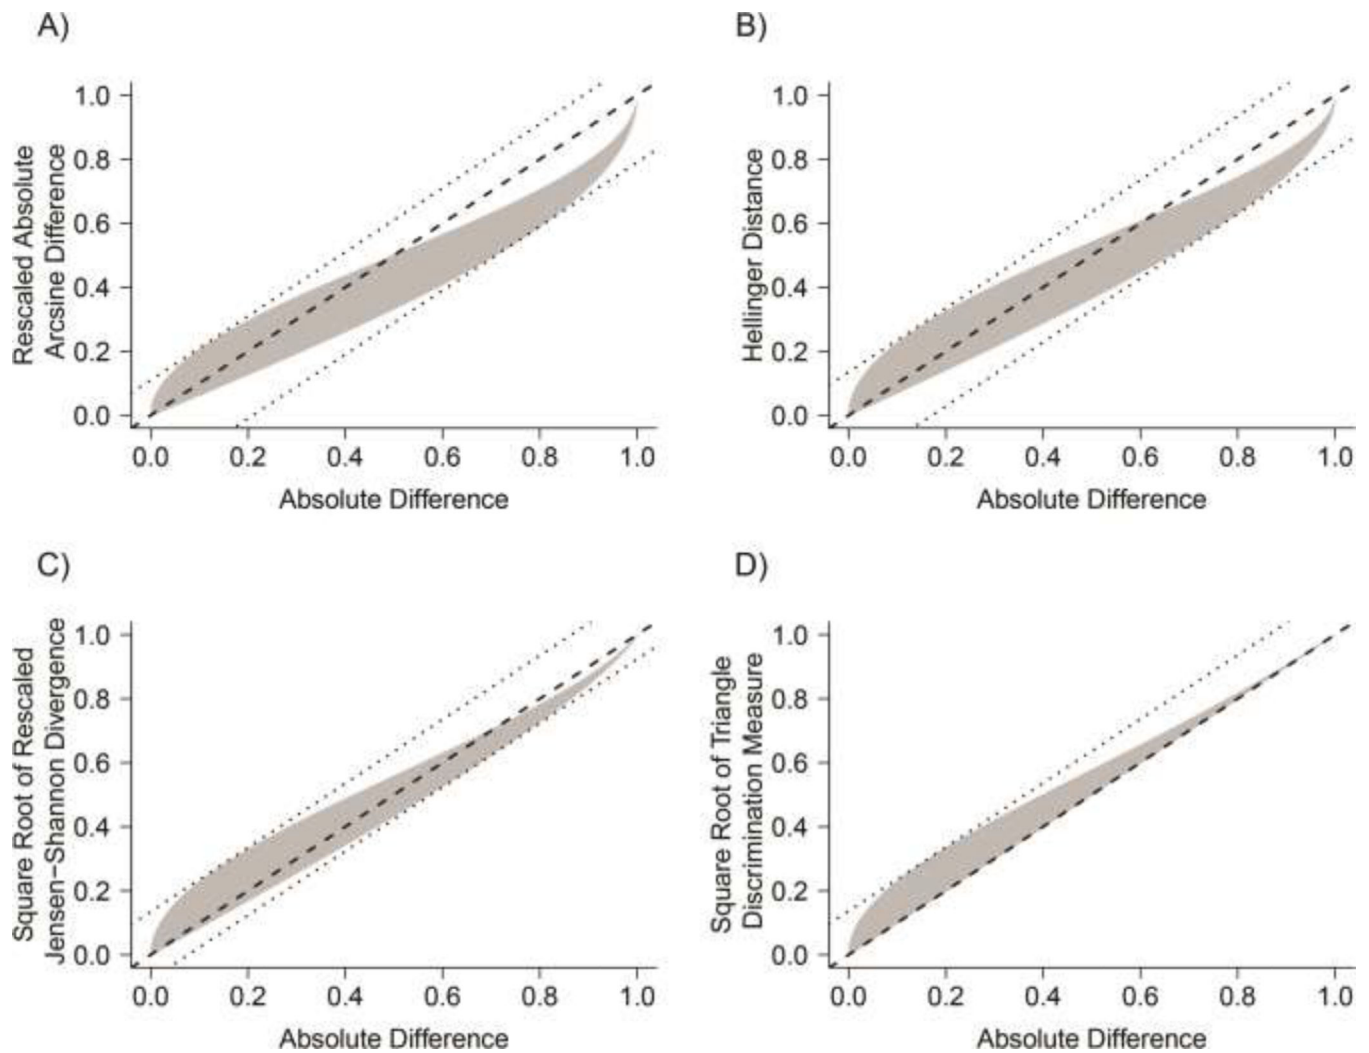 A)
Rescaled Absolute
Arcsine Difference
1.0
0.8
0.6
0.4
0.2
0.0
0.0 0.2 0.4 0.6 0.8 1.0
Absolute Difference
B)
Hellinger Distance
1.0
0.8
0.6
0.4
0.2
0.0
0.0 0.2 0.4 0.6 0.8 1.0
Absolute Difference
C)
Square Root of Rescaled
Jensen−Shannon Divergence
1.0
0.8
0.6
0.4
0.2
0.0
0.0 0.2 0.4 0.6 0.8 1.0
Absolute Difference
D)
Square Root of Triangle
Discrimination Measure
1.0
0.8
0.6
0.4
0.2
0.0
0.0 0.2 0.4 0.6 0.8 1.0
Absolute Difference